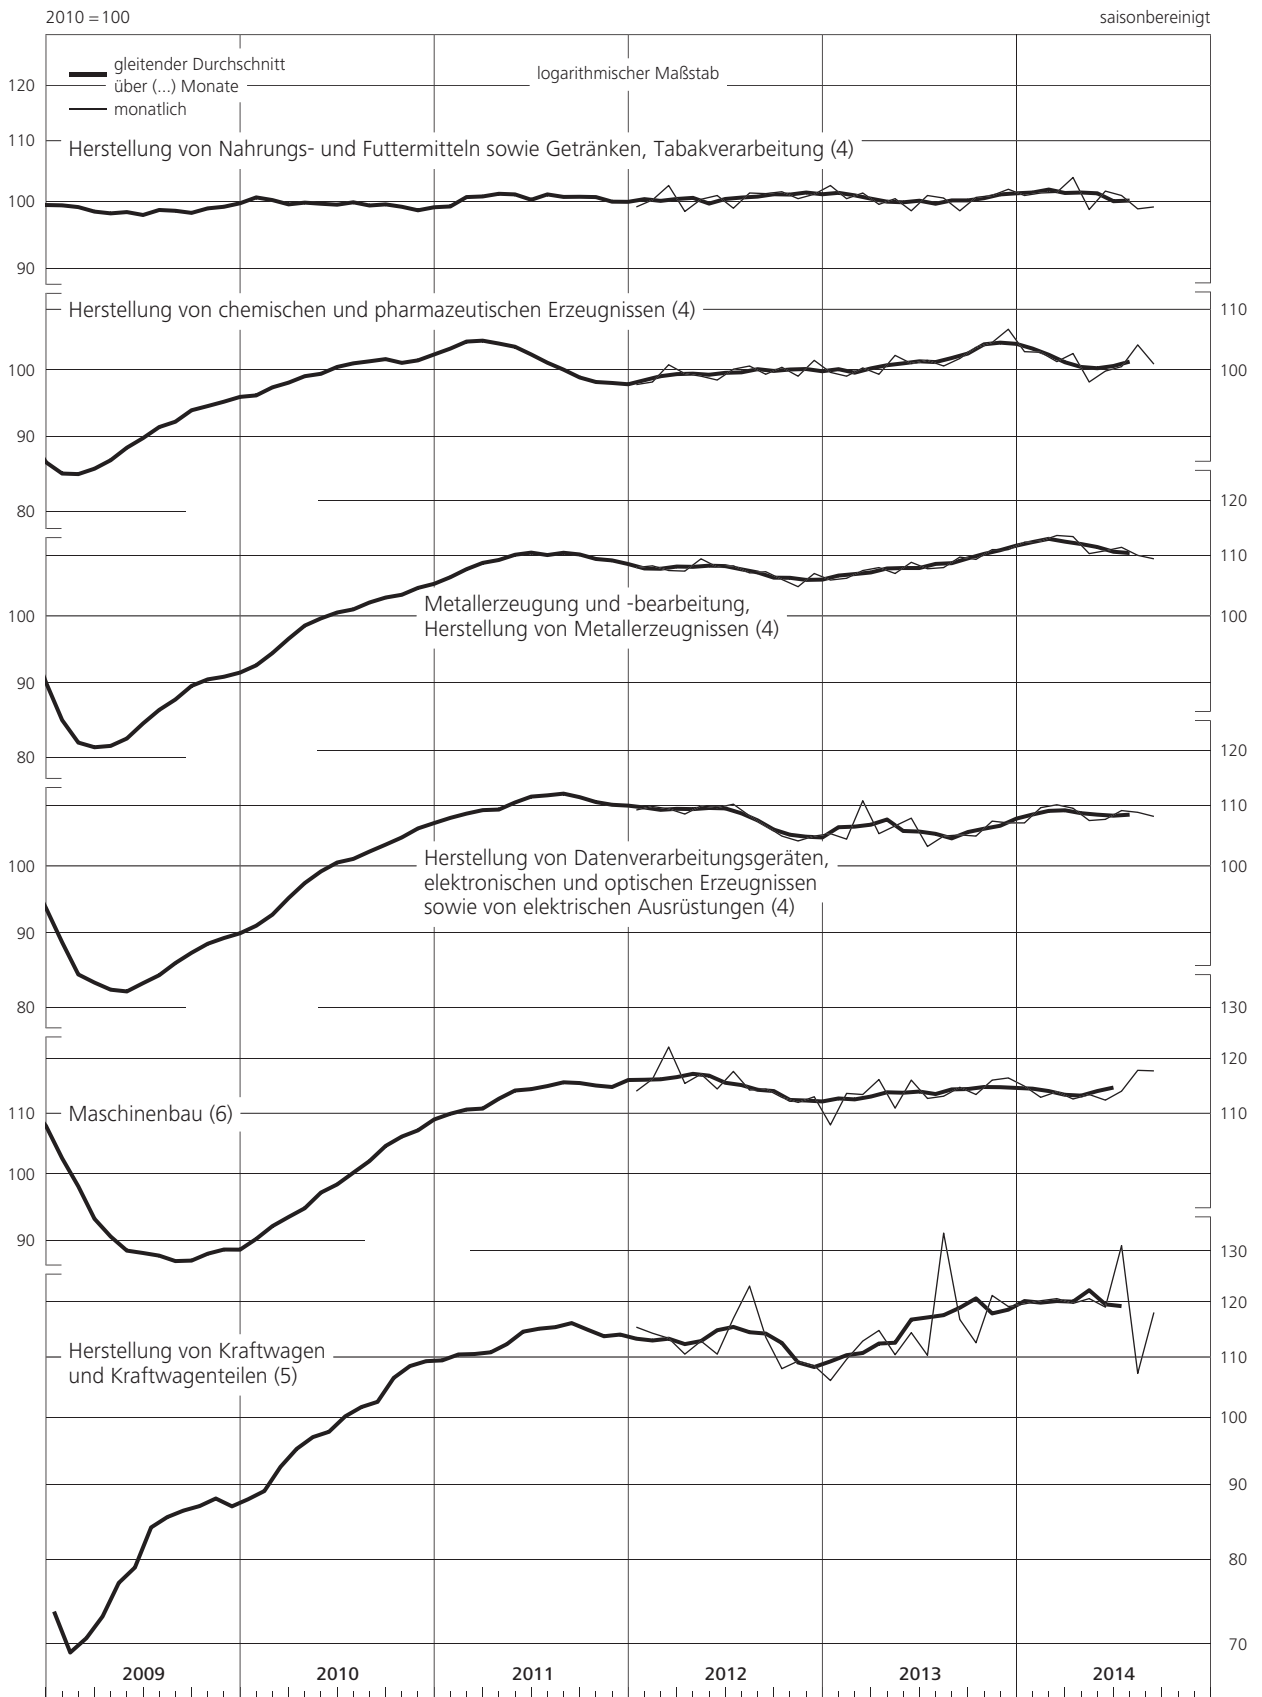 2010 = 100
saisonbereinigt
gleitender Durchschnitt
über (...) Monate
monatlich
logarithmischer Maßstab
120
110
Herstellung von Nahrungs- und Futtermitteln sowie Getränken, Tabakverarbeitung (4)
100
90
Herstellung von chemischen und pharmazeutischen Erzeugnissen (4)
110
100
100
90
80
120
110
Metallerzeugung und -bearbeitung,
Herstellung von Metallerzeugnissen (4)
100
100
90
80
120
110
Herstellung von Datenverarbeitungsgeräten,
elektronischen und optischen Erzeugnissen
sowie von elektrischen Ausrüstungen (4)
100
100
90
80
130
120
Maschinenbau (6)
110
110
100
90
130
120
Herstellung von Kraftwagen
und Kraftwagenteilen (5)
110
100
90
80
70
2009 2010 2011 2012 2013 2014